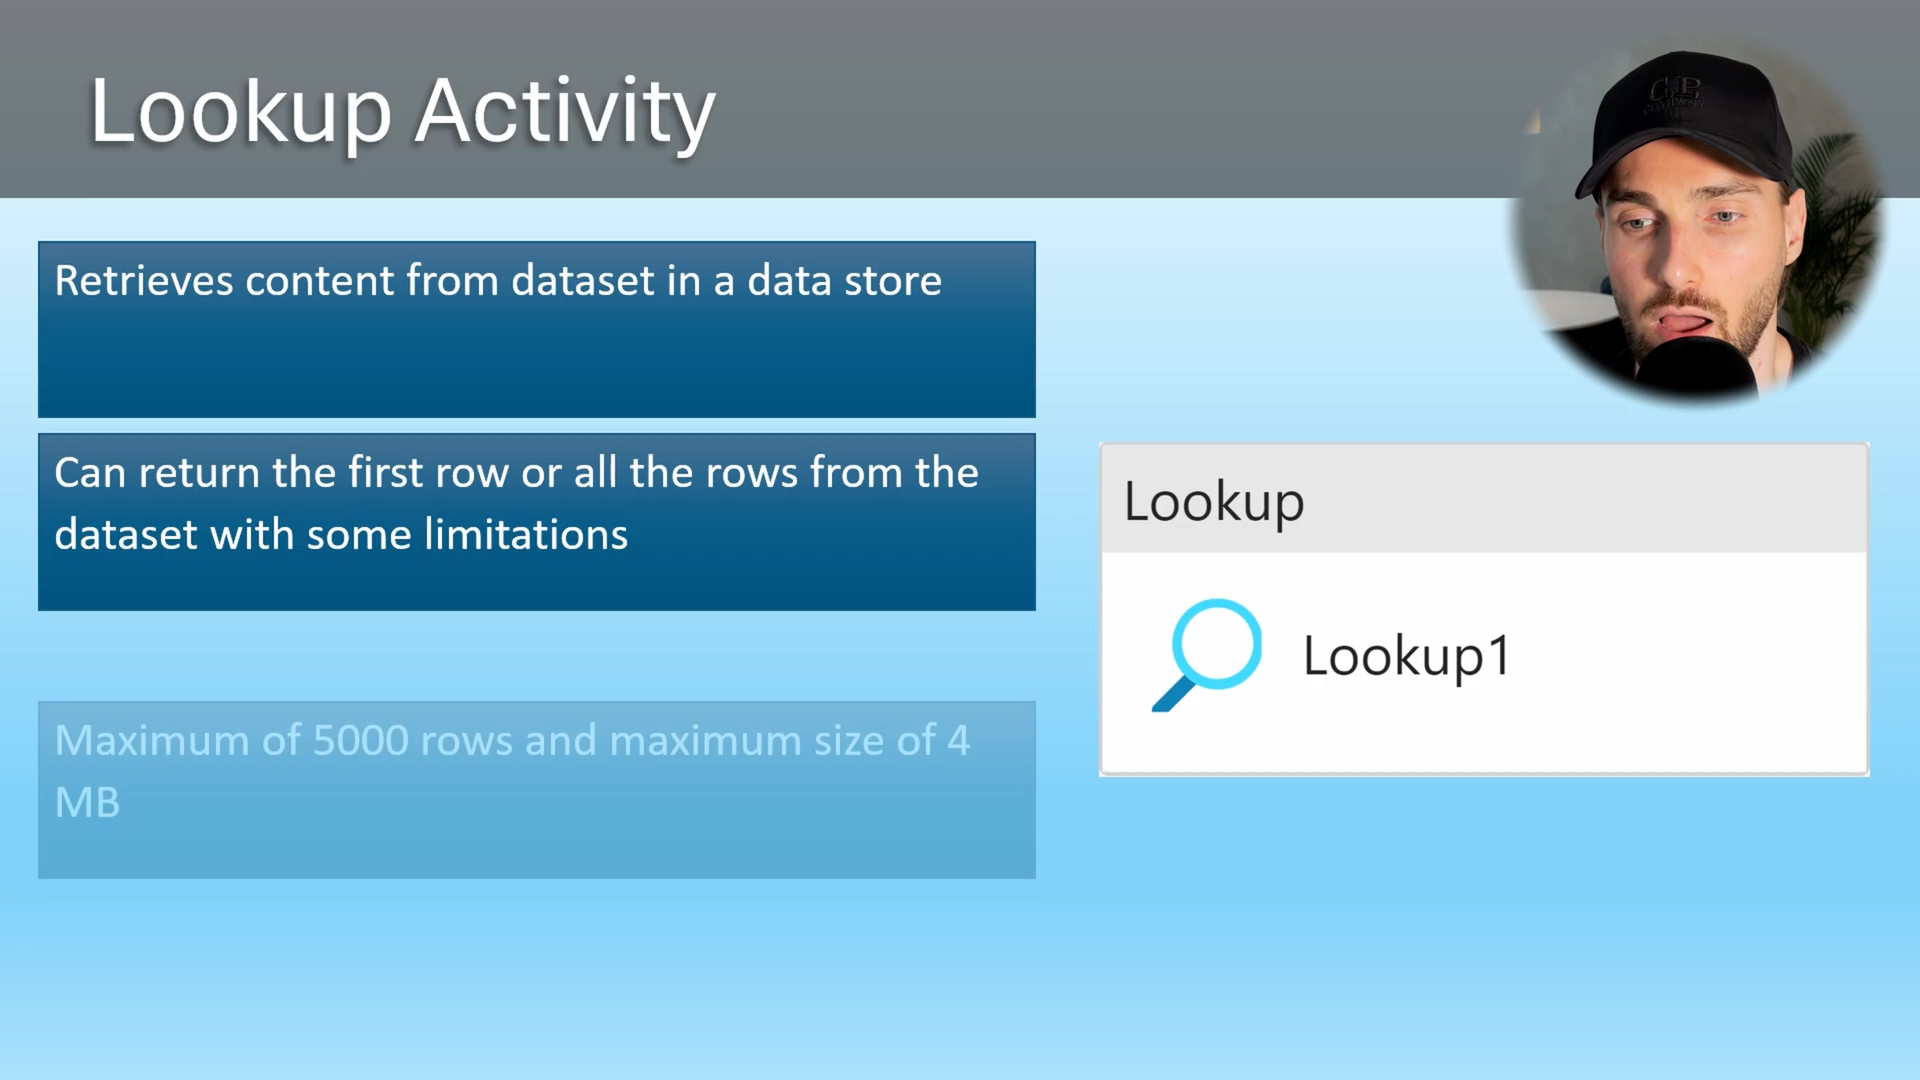 Lookup Activity
Retrieves content from dataset in a data store
Can return the first row or all the rows from the
dataset with some limitations
Maximum of 5000 rows and maximum size of 4
MB
Lookup
Lookup1